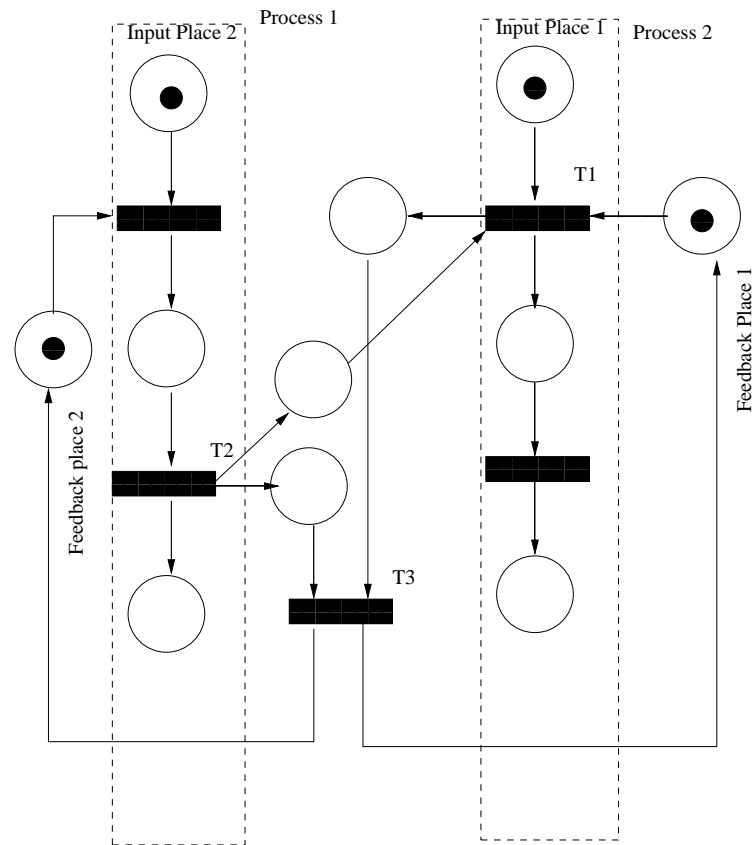 Process 1
Input Place 2
Input Place 1
Process 2
T1
Feedback Place 1
T2
Feedback place 2
T3